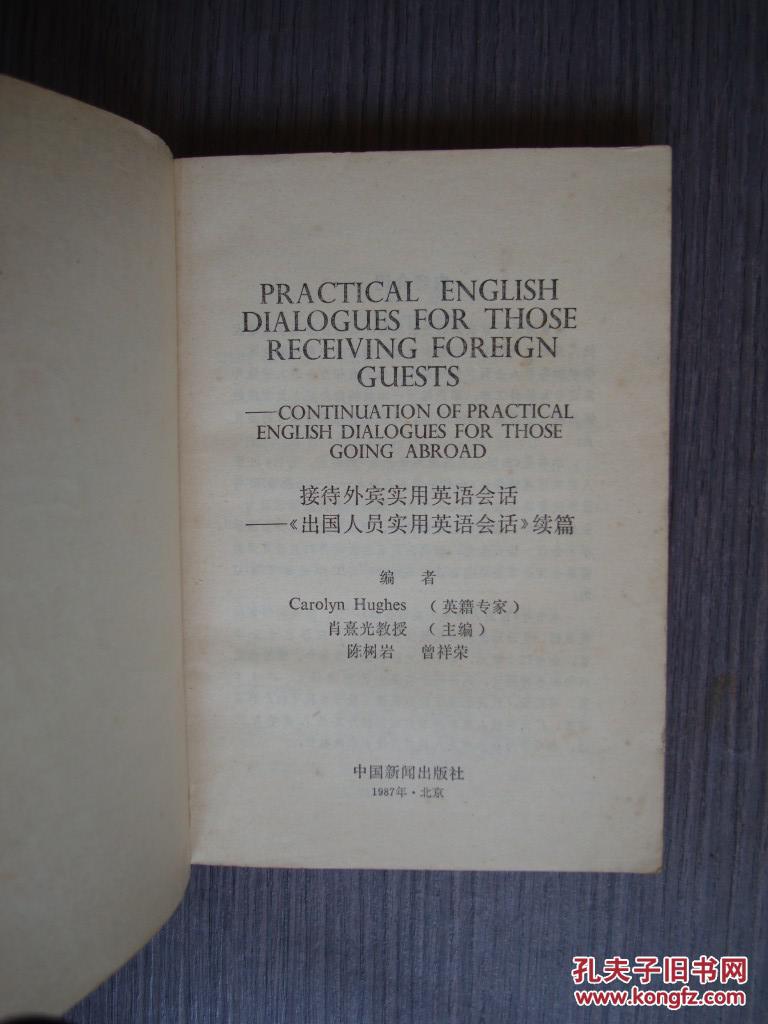 PRACTICAL ENGLISH
DIALOGUES FOR THOSE
RECEIVING FOREIGN
GUESTS
——CONTINUATION OF PRACTICAL
ENGLISH DIALOGUES FOR THOSE
GOING ABROAD
接待外宾实用英语会话
——《出国人员实用英语会话》续篇
编 者
Carolyn Hughes （英籍专家）
肖熹光教授 （主编）
陈树岩 曾祥荣
中国新闻出版社
1987年·北京
孔夫子旧书网
www.kongfz.com